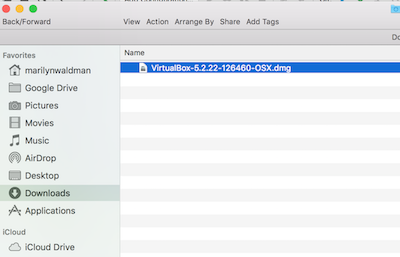 Back/Forward View Action Arrange By Share Add Tags
Do
Favorites Name
marilynwaldman VirtualBox-5.2.22-126460-OSX.dmg
Google Drive
Pictures
Movies
Music
AirDrop
Desktop
Downloads
Applications
iCloud
iCloud Drive